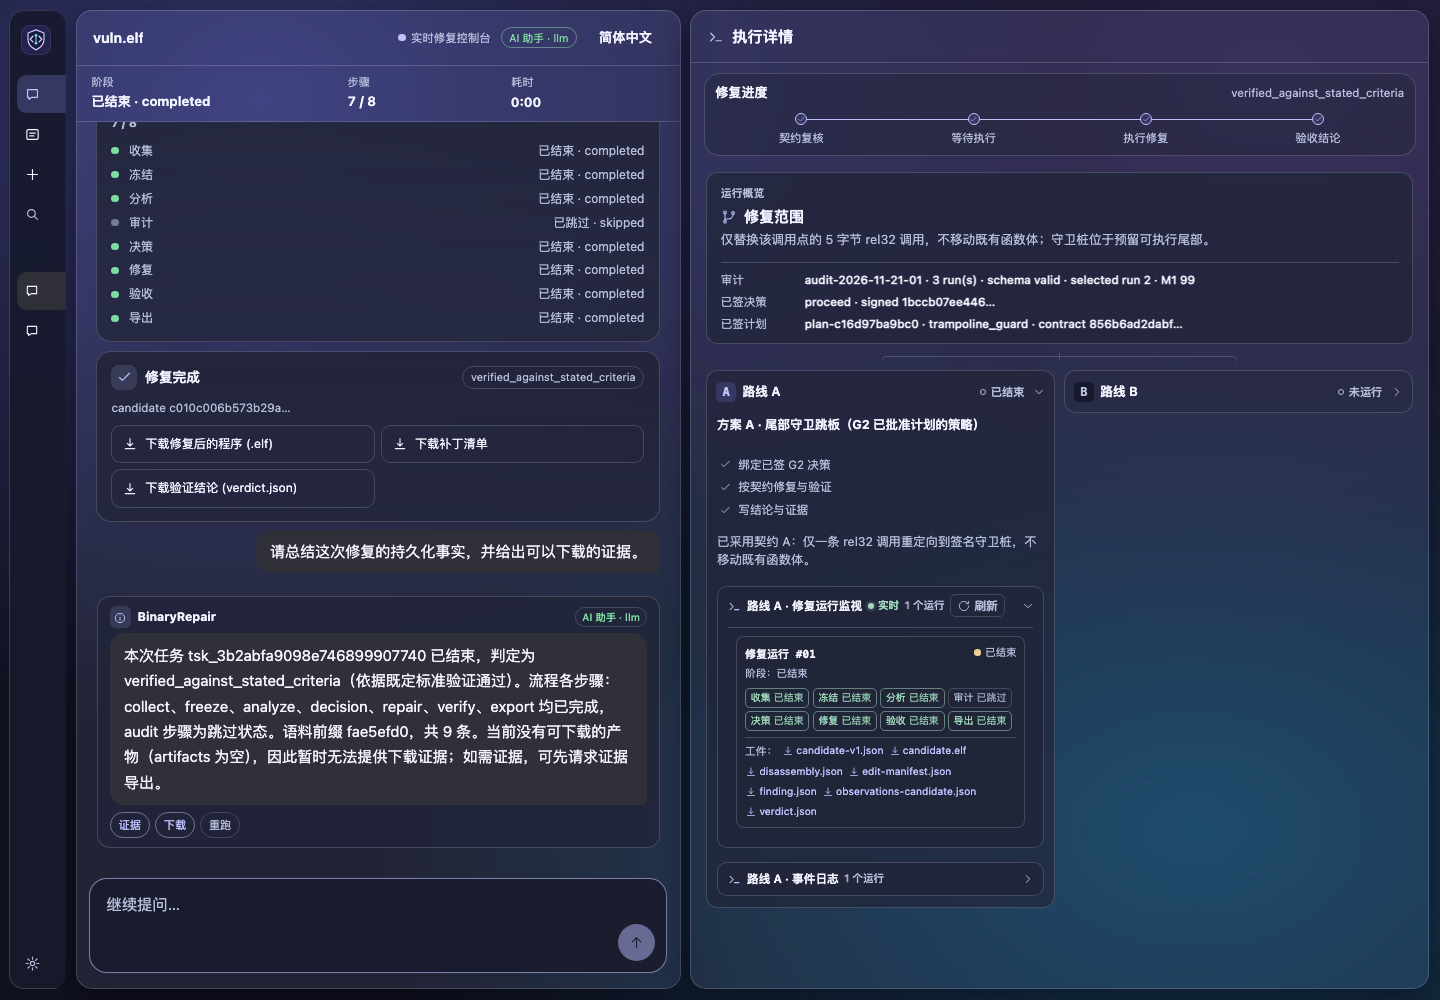 vuln.elf
实时修复控制台
AI 助手 · llm
简体中文
阶段
步骤
耗时
已结束 · completed
7 / 8
0:00
7 / 8
收集 已结束 · completed
冻结 已结束 · completed
分析 已结束 · completed
审计 已跳过 · skipped
决策 已结束 · completed
修复 已结束 · completed
验收 已结束 · completed
导出 已结束 · completed
修复完成
verified_against_stated_criteria
candidate c010c006b573b29a...
下载修复后的程序 (.elf)
下载补丁清单
下载验证结论 (verdict.json)
请总结这次修复的持久化事实，并给出可以下载的证据。
BinaryRepair
AI 助手 · llm
本次任务 tsk_3b2abfa9098e746899907740 已结束，判定为
verified_against_stated_criteria（依据既定标准验证通过）。流程各步骤：
collect、freeze、analyze、decision、repair、verify、export 均已完成，
audit 步骤为跳过状态。语料前缀 fae5efd0，共 9 条。当前没有可下载的产
物（artifacts 为空），因此暂时无法提供下载证据；如需证据，可先请求证据
导出。
证据
下载
重跑
继续提问...
执行详情
修复进度
verified_against_stated_criteria
契约复核
等待执行
执行修复
验收结论
运行概览
修复范围
仅替换该调用点的 5 字节 rel32 调用，不移动既有函数体；守卫桩位于预留可执行尾部。
审计 audit-2026-11-21-01 · 3 run(s) · schema valid · selected run 2 · M1 99
已签决策 proceed · signed 1bccb07ee446...
已签计划 plan-c16d97ba9bc0 · trampoline_guard · contract 856b6ad2dabf...
A 路线 A
已结束
B 路线 B
未运行
方案 A · 尾部守卫跳板（G2 已批准计划的策略）
绑定已签 G2 决策
按契约修复与验证
写结论与证据
已采用契约 A：仅一条 rel32 调用重定向到签名守卫桩，不
移动既有函数体。
路线 A · 修复运行监视
实时
1 个运行
刷新
修复运行 #01
已结束
阶段：已结束
收集 已结束
冻结 已结束
分析 已结束
审计 已跳过
决策 已结束
修复 已结束
验收 已结束
导出 已结束
工件： candidate-v1.json candidate.elf
disassembly.json edit-manifest.json
finding.json observations-candidate.json
verdict.json
路线 A · 事件日志 1 个运行